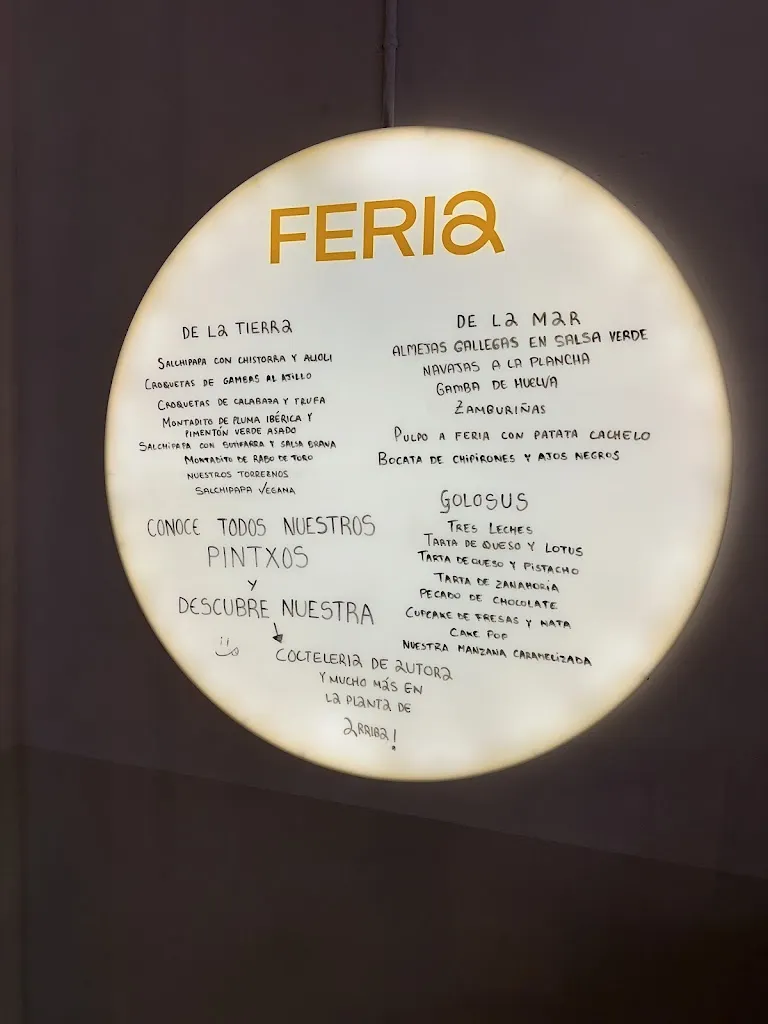 FERIA
DE LA TIERRA
SALCHIPAPA CON CHISTORRA Y ALIOLI
CROQUETAS DE GAMBAS AL AJILLO
CROQUETAS DE CALABAZA Y TRUFA
MONTADITO DE PLUMA IBÉRICA Y
PIMENTÓN VERDE ASADO
SALCHIPAPA CON BUTIFARRA Y SALSA BRAVA
MONTADITO DE RABO DE TORO
NUESTROS TORREZNOS
SALCHIPAPA VEGANA
DE LA MAR
ALMEJAS GALLEGAS EN SALSA VERDE
NAVAJAS A LA PLANCHA
GAMBA DE HUELVA
ZAMBURIÑAS
PULPO A FERIA CON PATATA CACHELO
BOCATA DE CHIPIRONES Y AJOS NEGROS
GOLOSUS
TRES LECHES
TARTA DE QUESO Y LOTUS
TARTA DE QUESO Y PISTACHO
TARTA DE ZANAHORIA
PECADO DE CHOCOLATE
CUPCAKE DE FRESAS Y NATA
CAKE POP
NUESTRA MANZANA CARAMELIZADA
CONOCE TODOS NUESTROS
PINTXOS
Y
DESCUBRE NUESTRA
COCTELERIA DE AUTORA
Y MUCHO MÁS EN
LA PLANTA DE
ARRIBA!